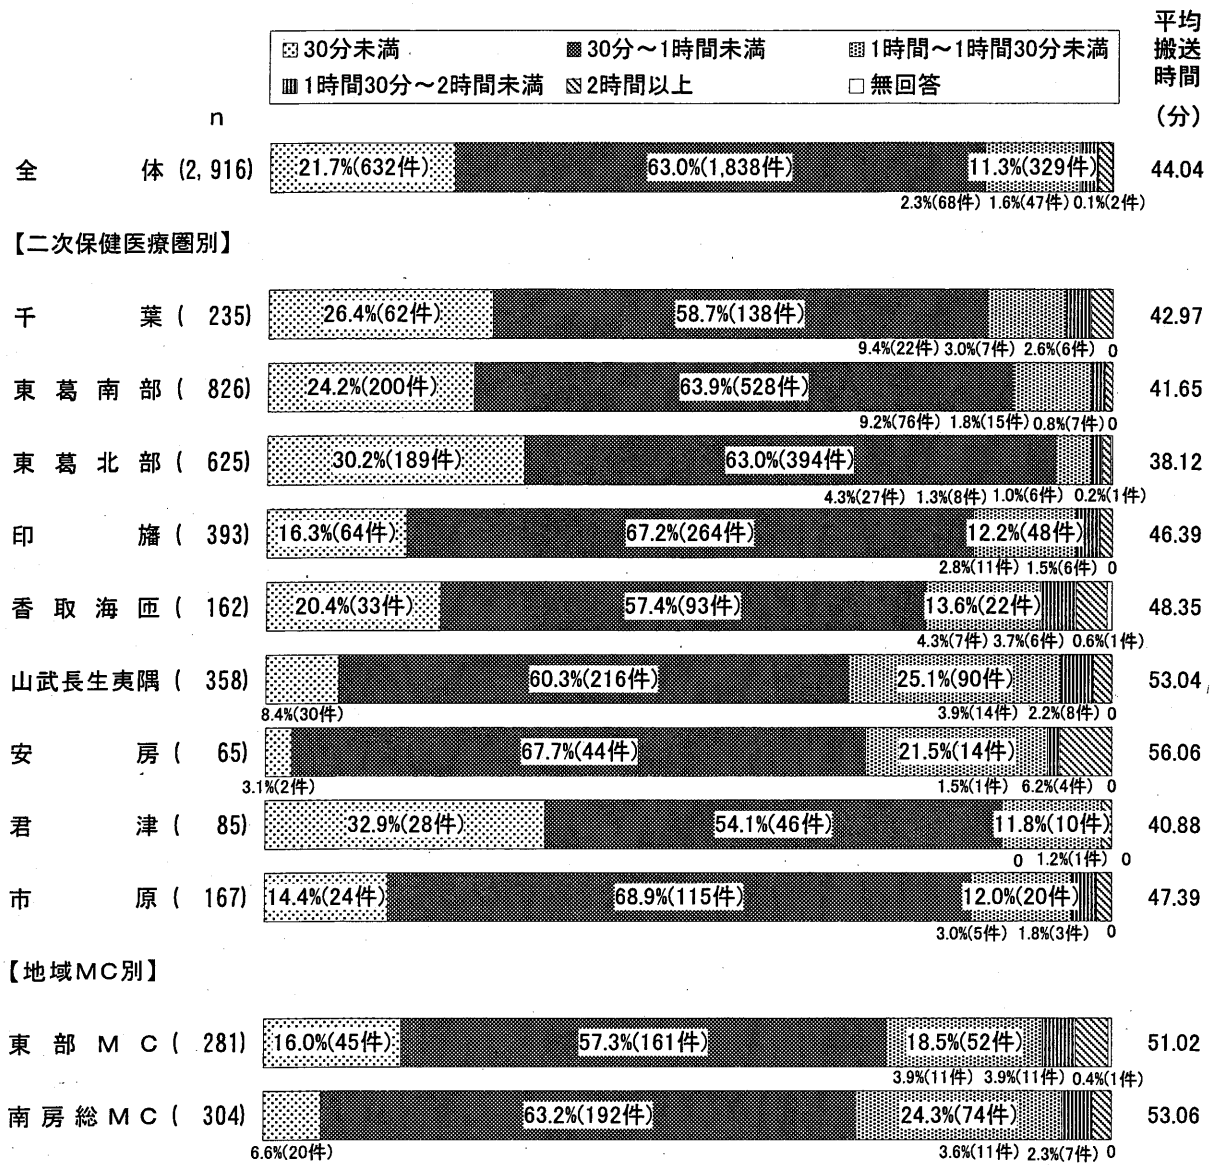 平均
搬送
時間
(分)
30分未満 30分~1時間未満 1時間~1時間30分未満
1時間30分~2時間未満 2時間以上 無回答
n
全体 (2,916) 21.7%(632件) 63.0%(1,838件) 11.3%(329件) 44.04
2.3%(68件) 1.6%(47件) 0.1%(2件)
【二次保健医療圏別】
千葉 ( 235) 26.4%(62件) 58.7%(138件) 42.97
9.4%(22件) 3.0%(7件) 2.6%(6件) 0
東葛南部 ( 826) 24.2%(200件) 63.9%(528件) 41.65
9.2%(76件) 1.8%(15件) 0.8%(7件) 0
東葛北部 ( 625) 30.2%(189件) 63.0%(394件) 38.12
4.3%(27件) 1.3%(8件) 1.0%(6件) 0.2%(1件)
印旛 ( 393) 16.3%(64件) 67.2%(264件) 12.2%(48件) 46.39
2.8%(11件) 1.5%(6件) 0
香取海匝 ( 162) 20.4%(33件) 57.4%(93件) 13.6%(22件) 48.35
4.3%(7件) 3.7%(6件) 0.6%(1件)
山武長生夷隅 ( 358) 60.3%(216件) 25.1%(90件) 53.04
8.4%(30件) 3.9%(14件) 2.2%(8件) 0
安房 ( 65) 67.7%(44件) 21.5%(14件) 56.06
3.1%(2件) 1.5%(1件) 6.2%(4件) 0
君津 ( 85) 32.9%(28件) 54.1%(46件) 11.8%(10件) 40.88
0 1.2%(1件) 0
市原 ( 167) 14.4%(24件) 68.9%(115件) 12.0%(20件) 47.39
3.0%(5件) 1.8%(3件) 0
【地域MC別】
東部MC ( 281) 16.0%(45件) 57.3%(161件) 18.5%(52件) 51.02
3.9%(11件) 3.9%(11件) 0.4%(1件)
南房総MC ( 304) 63.2%(192件) 24.3%(74件) 53.06
6.6%(20件) 3.6%(11件) 2.3%(7件) 0